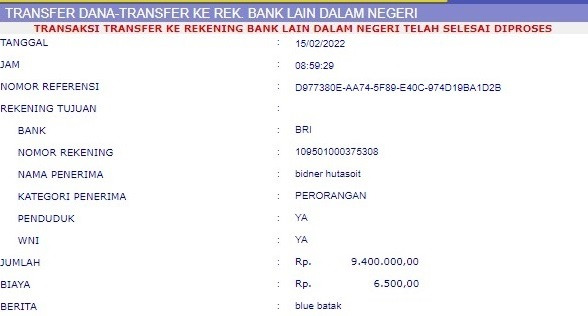 TRANSFER DANA-TRANSFER KE REK. BANK LAIN DALAM NEGERI
TRANSAKSI TRANSFER KE REKENING BANK LAIN DALAM NEGERI TELAH SELESAI DIPROSES
TANGGAL : 15/02/2022
JAM : 08:59:29
NOMOR REFERENSI : D977380E-AA74-5F89-E40C-974D19BA1D2B
REKENING TUJUAN :
BANK : BRI
NOMOR REKENING : 109501000375308
NAMA PENERIMA : bidner hutasoit
KATEGORI PENERIMA : PERORANGAN
PENDUDUK : YA
WNI : YA
JUMLAH : Rp. 9.400.000,00
BIAYA : Rp. 6.500,00
BERITA : blue batak